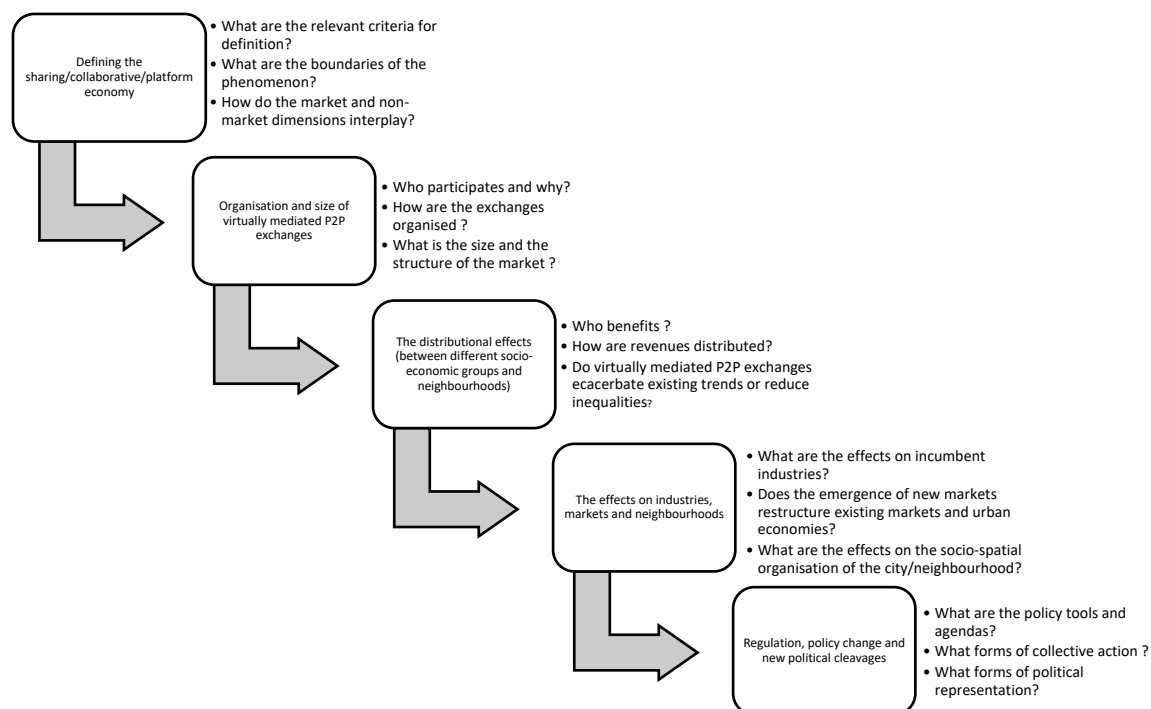 Defining the
sharing/collaborative/platform
economy
• What are the relevant criteria for
definition?
• What are the boundaries of the
phenomenon?
• How do the market and non-
market dimensions interplay?
Organisation and size of
virtually mediated P2P
exchanges
• Who participates and why?
• How are the exchanges
organised ?
• What is the size and the
structure of the market ?
The distributional effects
(between different socio-
economic groups and
neighbourhoods)
• Who benefits ?
• How are revenues distributed?
• Do virtually mediated P2P exchanges
ecacerbate existing trends or reduce
inequalities?
The effects on industries,
markets and neighbourhoods
• What are the effects on incumbent
industries?
• Does the emergence of new markets
restructure existing markets and urban
economies?
• What are the effects on the socio-spatial
organisation of the city/neighbourhood?
Regulation, policy change and
new political cleavages
• What are the policy tools and
agendas?
• What forms of collective action ?
• What forms of political
representation?